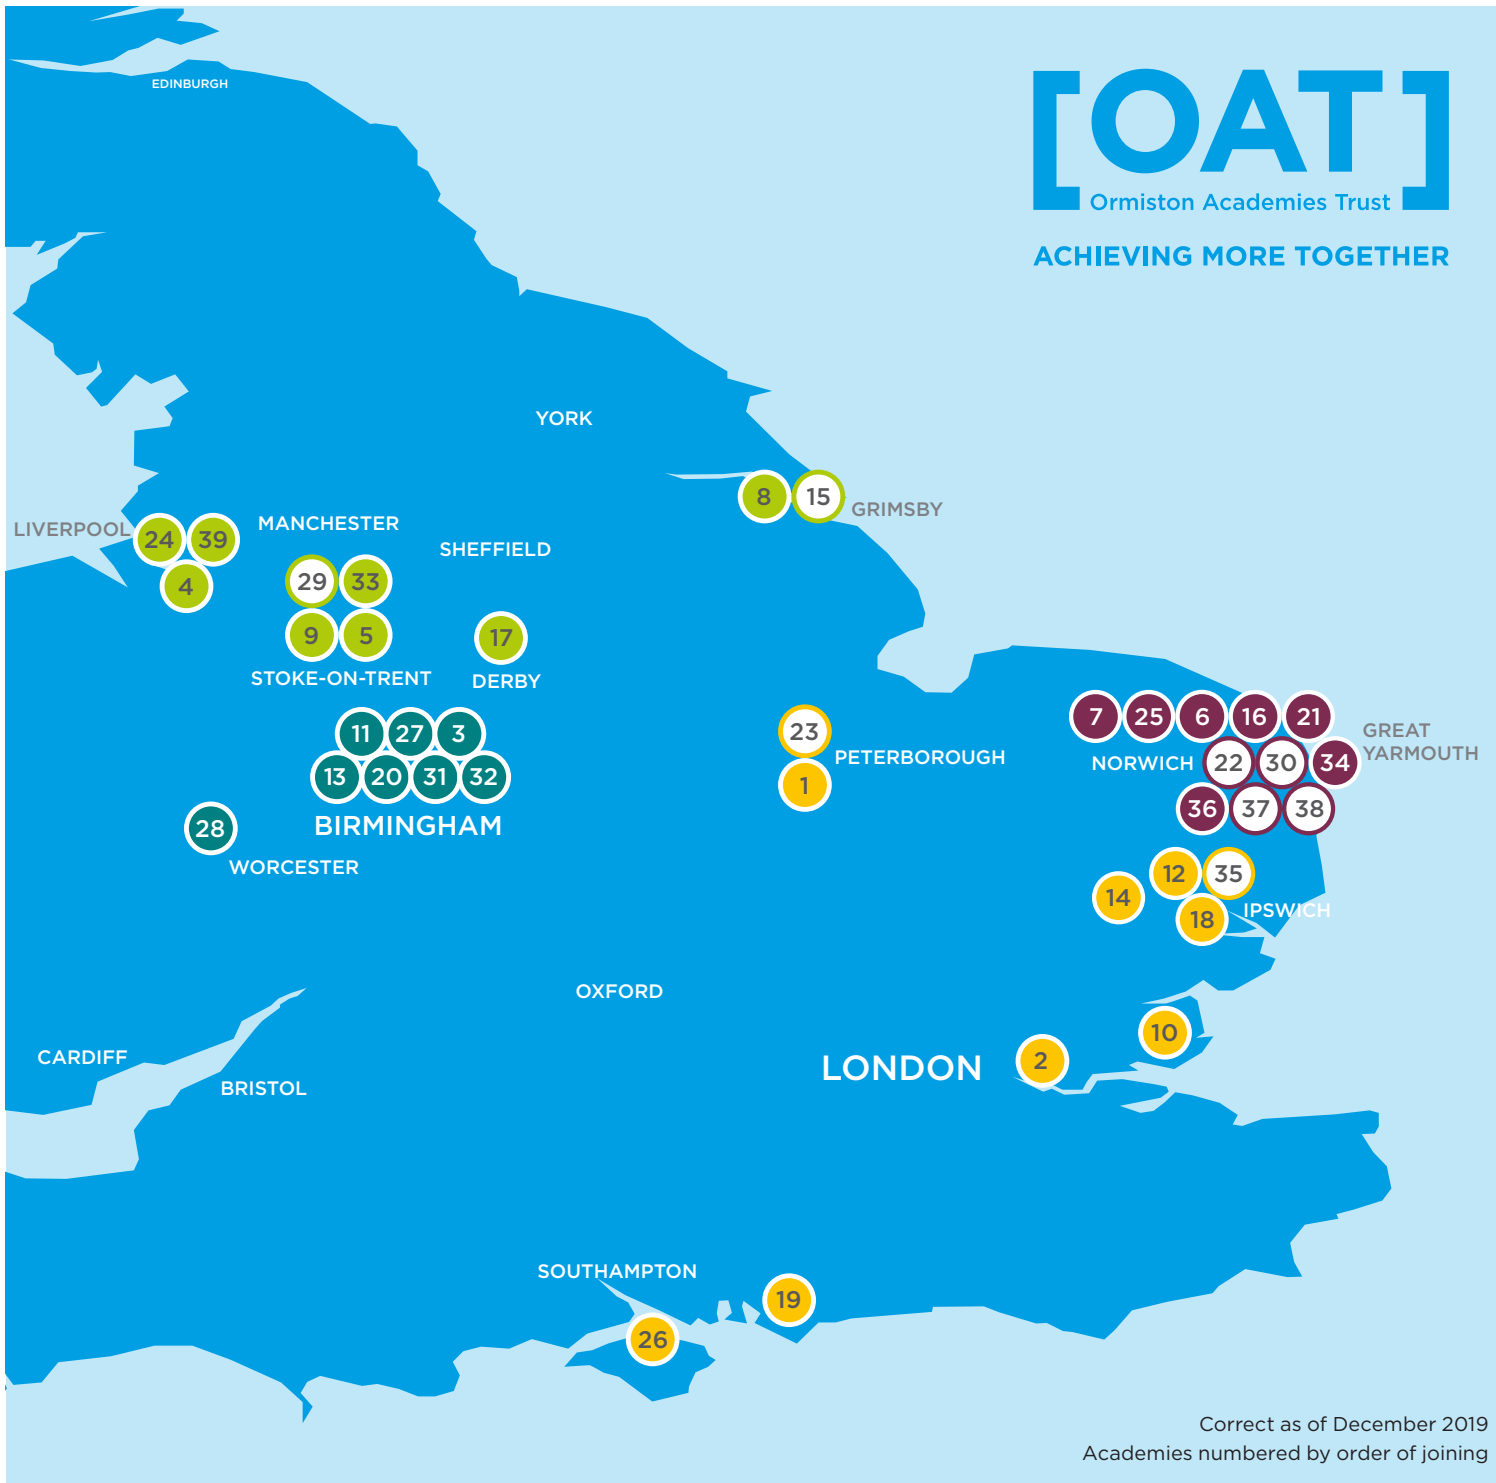 EDINBURGH
[OAT]
Ormiston Academies Trust
ACHIEVING MORE TOGETHER
YORK
8 15
GRIMSBY
LIVERPOOL
24 39
4
MANCHESTER
SHEFFIELD
29 33
9 5
STOKE-ON-TRENT
17
DERBY
11 27 3
13 20 31 32
BIRMINGHAM
28
WORCESTER
23
PETERBOROUGH
1
7 25 6 16 21
GREAT
YARMOUTH
NORWICH 22 30 34
36 37 38
14
12 35
18
IPSWICH
OXFORD
CARDIFF
BRISTOL
LONDON
2
10
SOUTHAMPTON
19
26
Correct as of December 2019
Academies numbered by order of joining